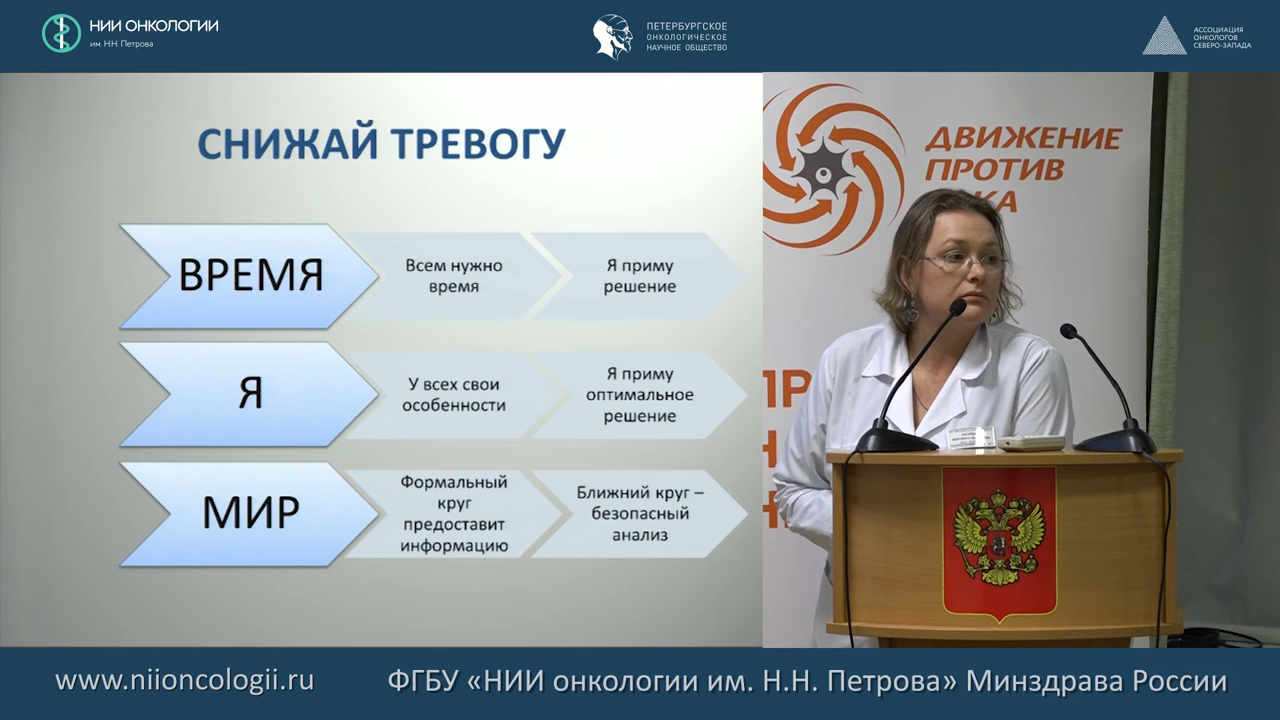 НИИ ОНКОЛОГИИ
им. Н.Н. Петрова
ПЕТЕРБУРГСКОЕ
ОНКОЛОГИЧЕСКОЕ
НАУЧНОЕ ОБЩЕСТВО
АССОЦИАЦИЯ
ОНКОЛОГОВ
СЕВЕРО-ЗАПАДА
СНИЖАЙ ТРЕВОГУ
ВРЕМЯ
Всем нужно
время
Я приму
решение
Я
У всех свои
особенности
Я приму
оптимальное
решение
МИР
Формальный
круг
предоставит
информацию
Ближний круг –
безопасный
анализ
ДВИЖЕНИЕ
ПРОТИВ
www.niioncologii.ru
ФГБУ «НИИ онкологии им. Н.Н. Петрова» Минздрава России